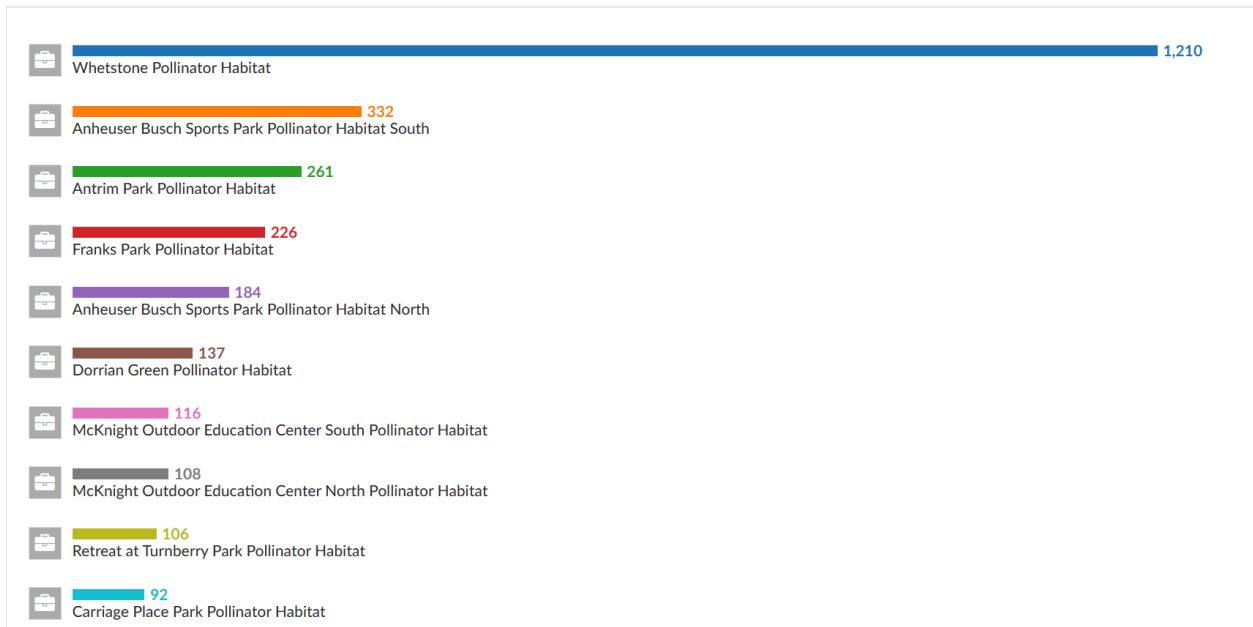 1,210
Whetstone Pollinator Habitat
332
Anheuser Busch Sports Park Pollinator Habitat South
261
Antrim Park Pollinator Habitat
226
Franks Park Pollinator Habitat
184
Anheuser Busch Sports Park Pollinator Habitat North
137
Dorrian Green Pollinator Habitat
116
McKnight Outdoor Education Center South Pollinator Habitat
108
McKnight Outdoor Education Center North Pollinator Habitat
106
Retreat at Turnberry Park Pollinator Habitat
92
Carriage Place Park Pollinator Habitat